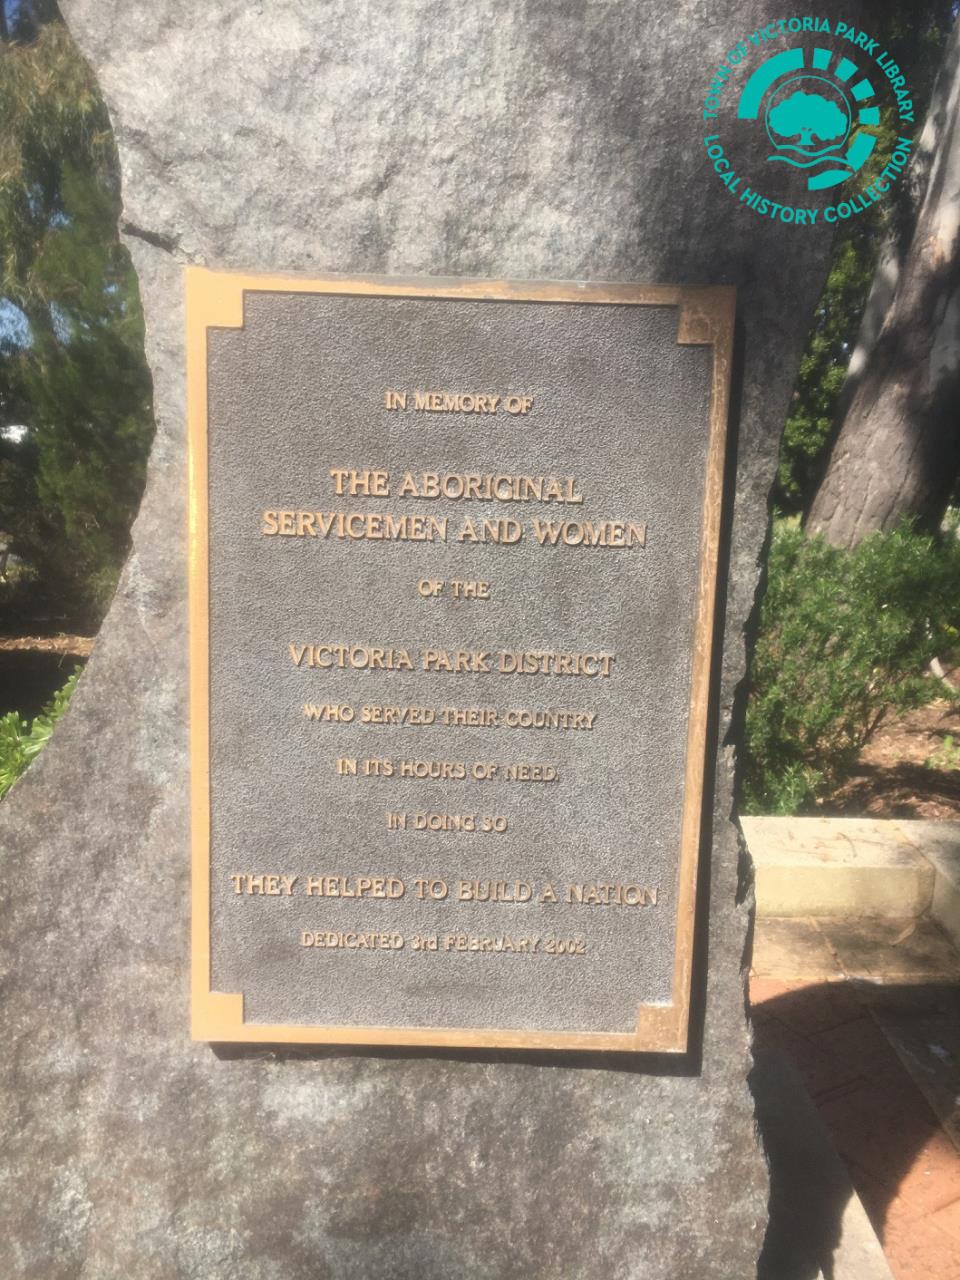 TOWN OF VICTORIA PARK LIBRARY
LOCAL HISTORY COLLECTION
IN MEMORY OF
THE ABORIGINAL
SERVICEMEN AND WOMEN
OF THE
VICTORIA PARK DISTRICT
WHO SERVED THEIR COUNTRY
IN ITS HOURS OF NEED,
IN DOING SO
THEY HELPED TO BUILD A NATION
DEDICATED 3rd FEBRUARY 2002